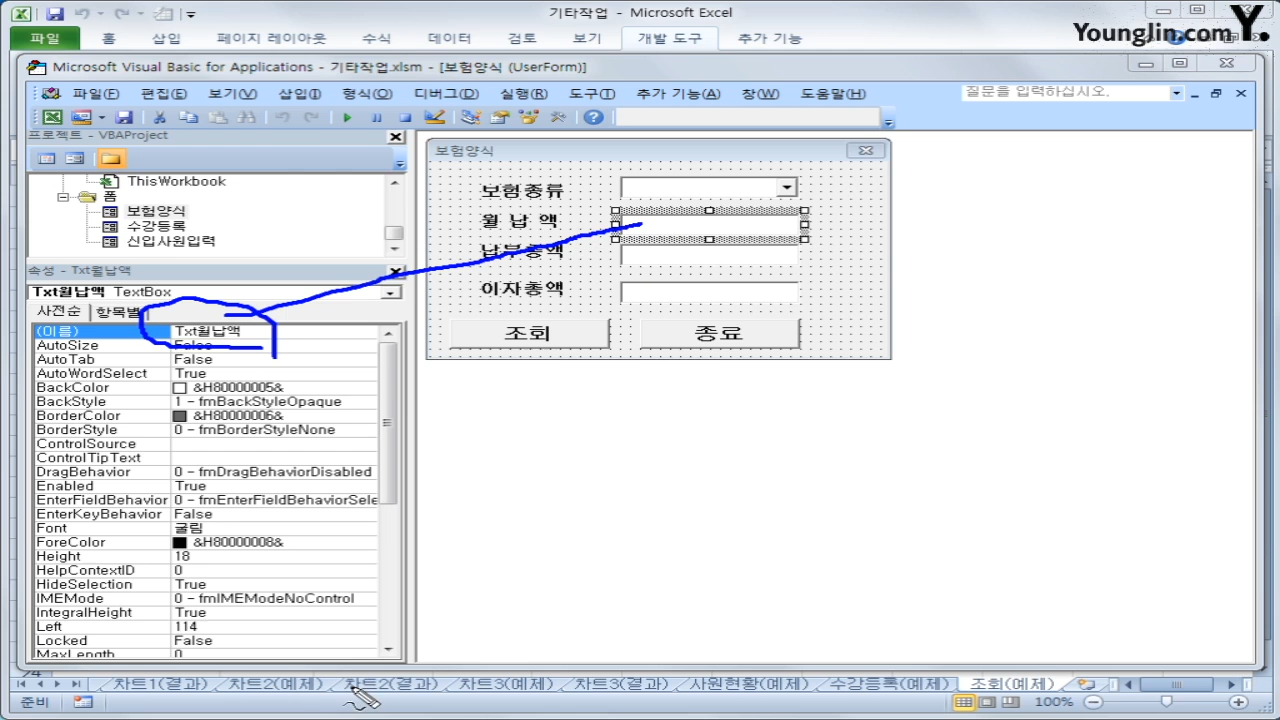 기타작업 - Microsoft Excel
YoungJin.com Y.
파일 홈 삽입 페이지 레이아웃 수식 데이터 검토 보기 개발 도구 추가 기능
Microsoft Visual Basic for Applications - 기타작업.xlsm - [보험양식 (UserForm)]
파일(F) 편집(E) 보기(V) 삽입(I) 형식(O) 디버그(D) 실행(R) 도구(T) 추가 기능(A) 창(W) 도움말(H) 질문을 입력하십시오.
프로젝트 - VBAProject
ThisWorkbook
폼
보험양식
수강등록
신입사원입력
속성 - Txt월납액
Txt월납액 TextBox
사전순 항목별
(이름) Txt월납액
AutoSize False
AutoTab False
AutoWordSelect True
BackColor &H80000005&
BackStyle 1 - fmBackStyleOpaque
BorderColor &H80000006&
BorderStyle 0 - fmBorderStyleNone
ControlSource
ControlTipText
DragBehavior 0 - fmDragBehaviorDisabled
Enabled True
EnterFieldBehavior 0 - fmEnterFieldBehaviorSele
EnterKeyBehavior False
Font 굴림
ForeColor &H80000008&
Height 18
HelpContextID 0
HideSelection True
IMEMode 0 - fmIMEModeNoControl
IntegralHeight True
Left 114
Locked False
MaxLength 0
보험양식
보험종류
월 납 액
납부총액
이자총액
조회 종료
차트1(결과) 차트2(예제) 차트2(결과) 차트3(예제) 차트3(결과) 사원현황(예제) 수강등록(예제) 조회(예제)
준비 100%